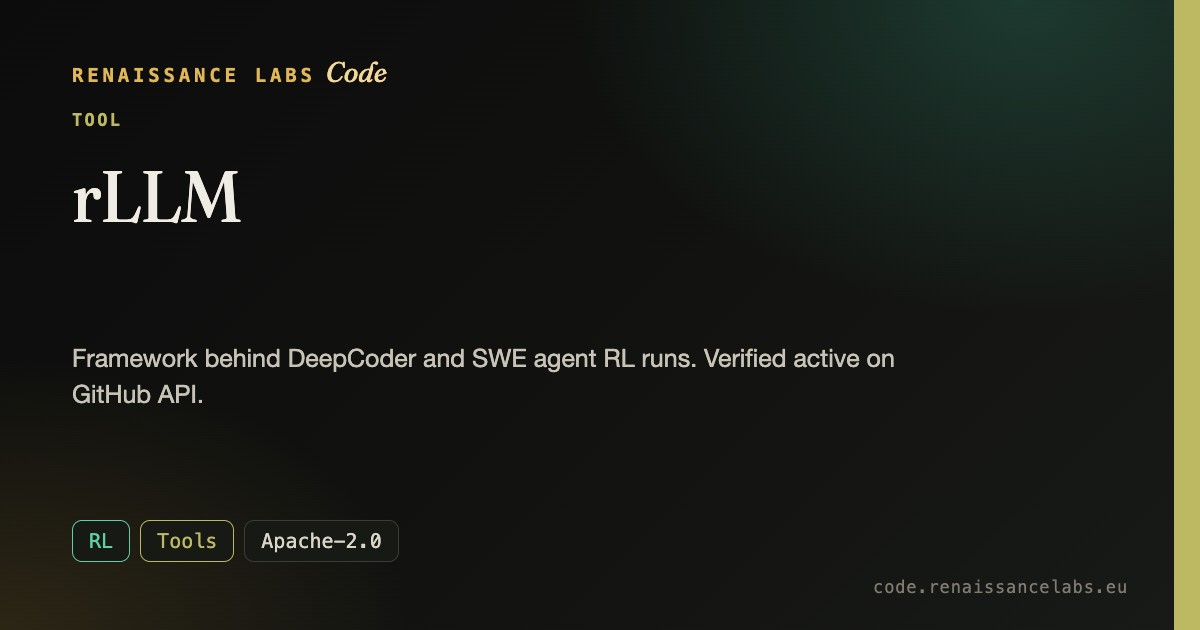 RENAISSANCE LABS Code
TOOL
rLLM
Framework behind DeepCoder and SWE agent RL runs. Verified active on
GitHub API.
RL Tools Apache-2.0
code.renaissancelabs.eu